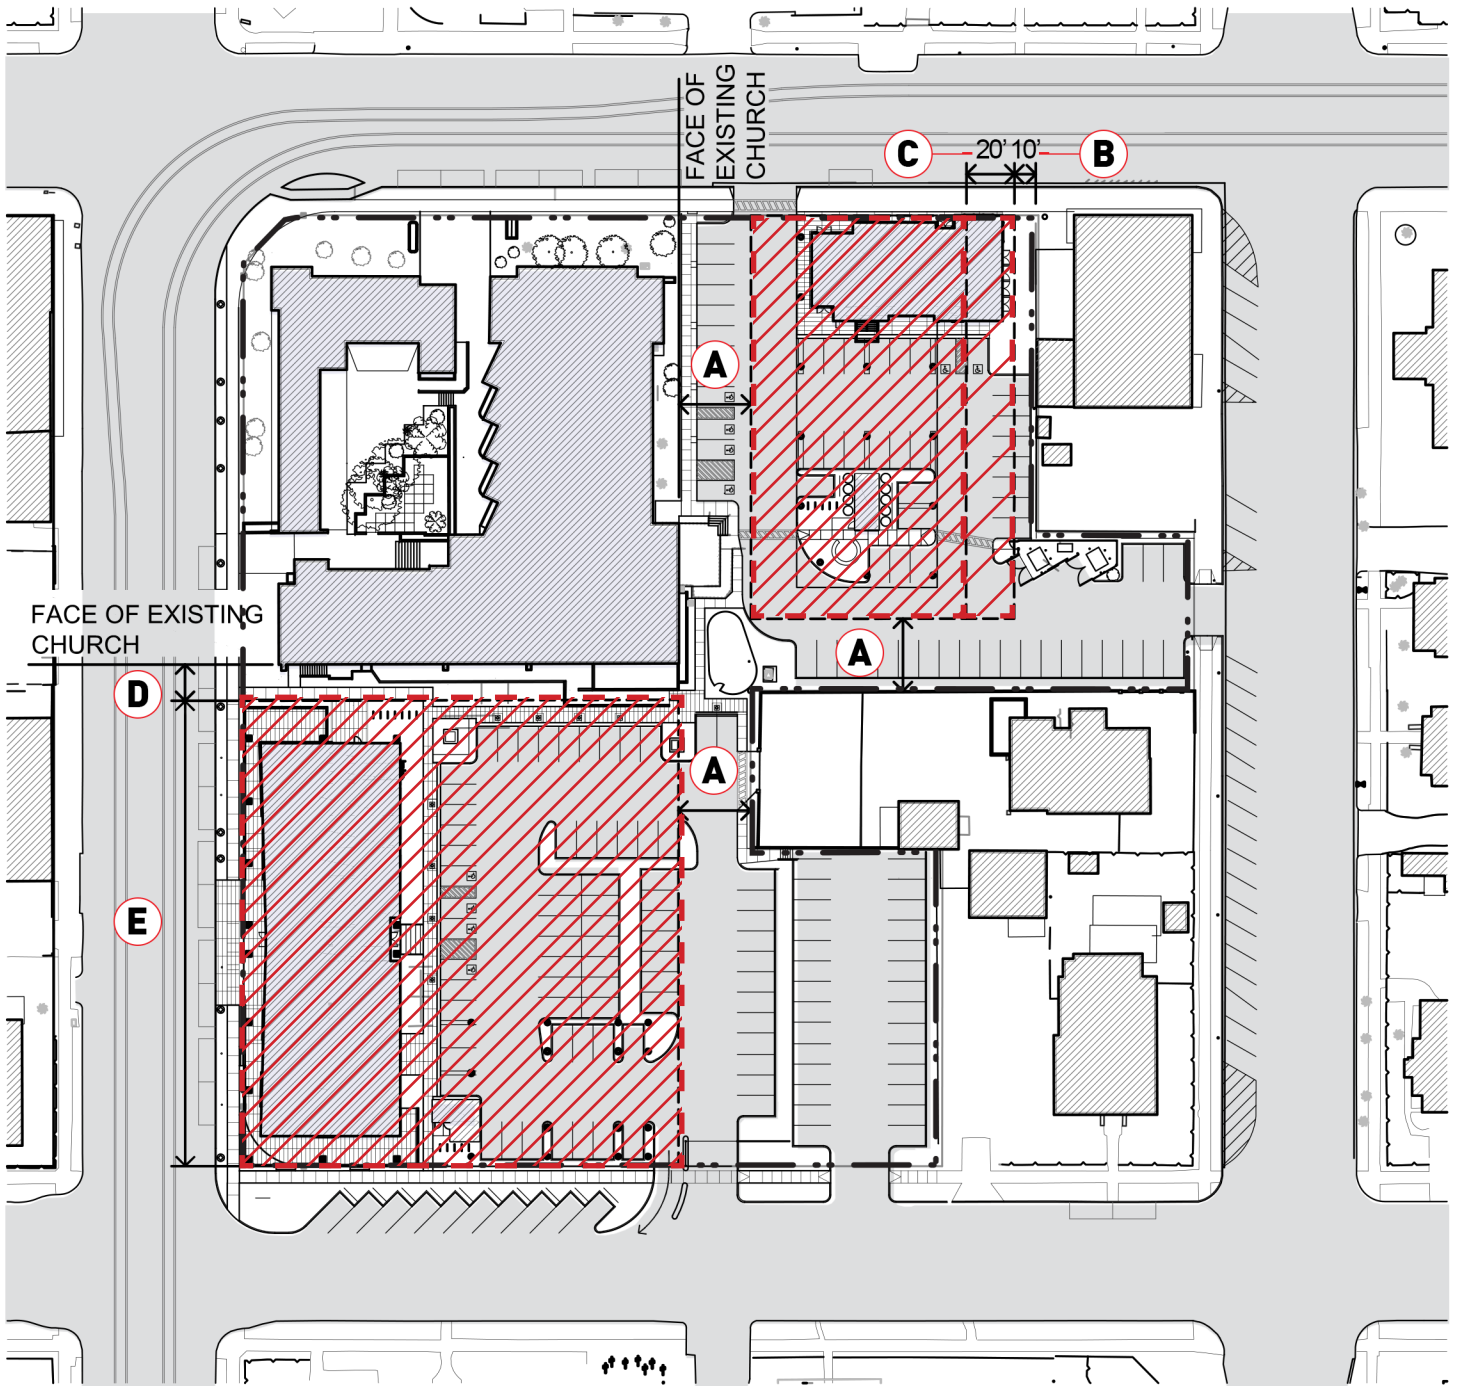 FACE OF
EXISTING
CHURCH
C
20' 10'
B
A
FACE OF EXISTING
CHURCH
A
D
A
E